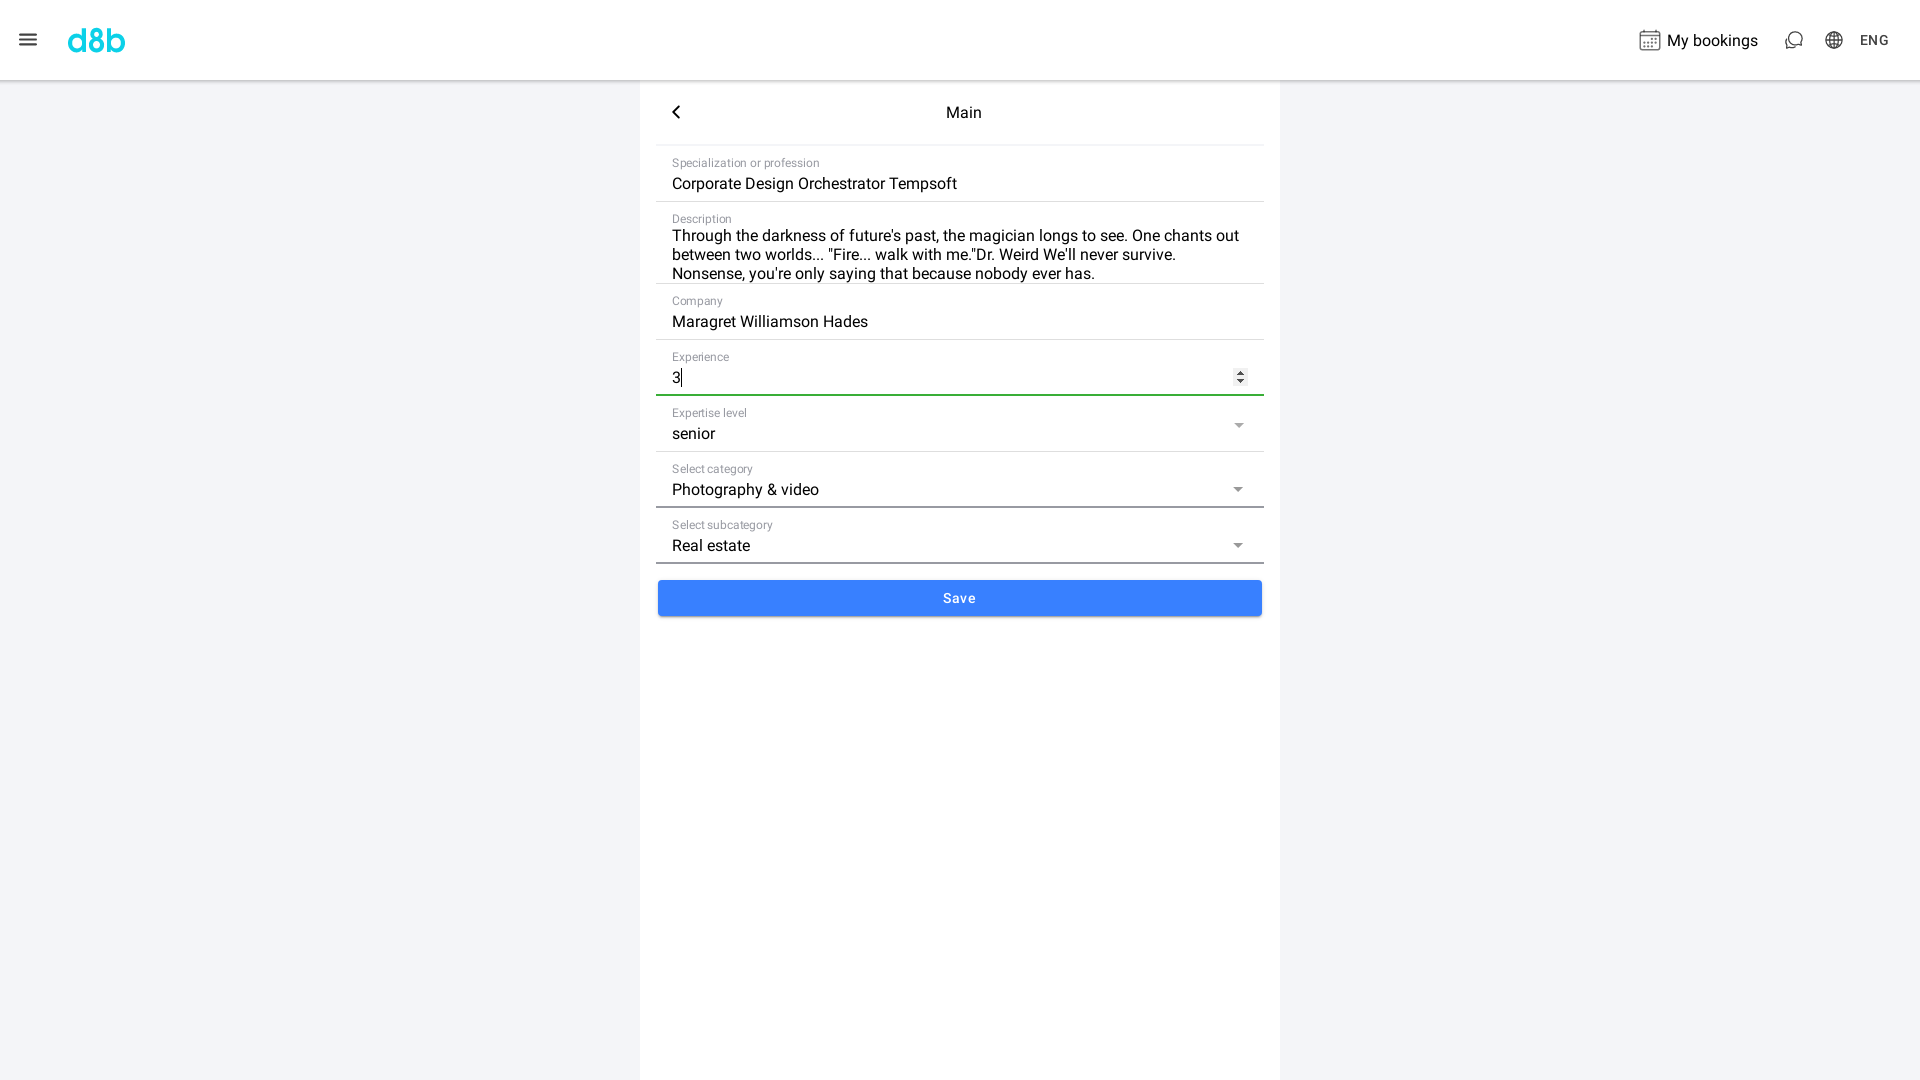 d8b
My bookings
ENG
Main
Specialization or profession
Corporate Design Orchestrator Tempsoft
Description
Through the darkness of future's past, the magician longs to see. One chants out
between two worlds... "Fire... walk with me."Dr. Weird We'll never survive.
Nonsense, you're only saying that because nobody ever has.
Company
Maragret Williamson Hades
Experience
3
Expertise level
senior
Select category
Photography & video
Select subcategory
Real estate
Save